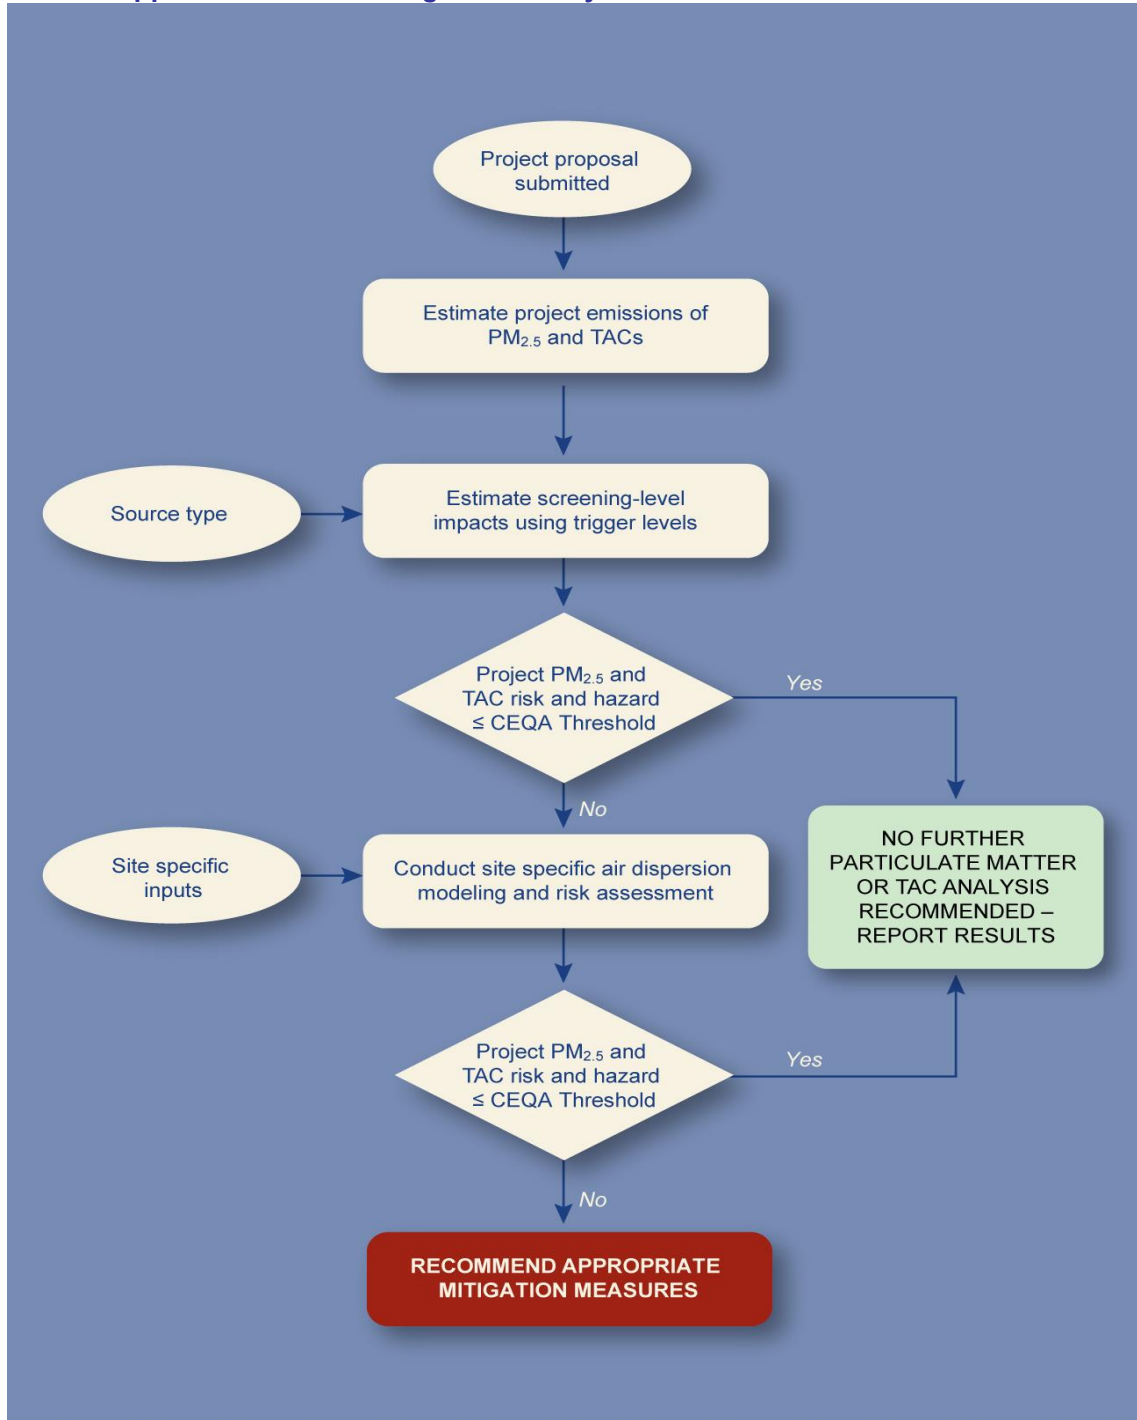 Project proposal
submitted
Estimate project emissions of
PM2.5 and TACs
Source type
Estimate screening-level
impacts using trigger levels
Project PM2.5 and
TAC risk and hazard
≤ CEQA Threshold
Yes
No
Site specific
inputs
Conduct site specific air dispersion
modeling and risk assessment
NO FURTHER
PARTICULATE MATTER
OR TAC ANALYSIS
RECOMMENDED –
REPORT RESULTS
Project PM2.5 and
TAC risk and hazard
≤ CEQA Threshold
Yes
No
RECOMMEND APPROPRIATE
MITIGATION MEASURES